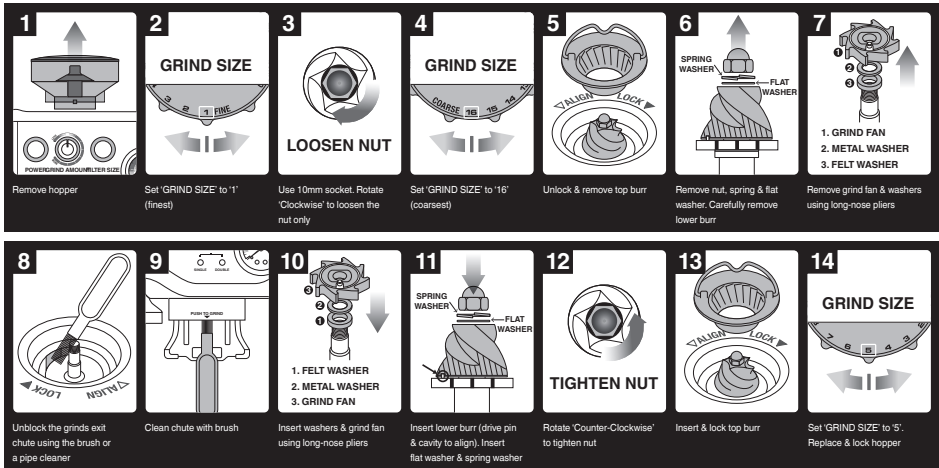 1
POWER GRIND AMOUNT FILTER SIZE
Remove hopper
2
GRIND SIZE
3 2 1 FINE
Set ‘GRIND SIZE’ to ‘1’
(finest)
3
LOOSEN NUT
Use 10mm socket. Rotate
‘Clockwise’ to loosen the
nut only
4
GRIND SIZE
COARSE 16 15 14
Set ‘GRIND SIZE’ to ‘16’
(coarsest)
5
ALIGN LOCK
Unlock & remove top burr
6
SPRING
WASHER
FLAT
WASHER
Remove nut, spring & flat
washer. Carefully remove
lower burr
7
1
2
3
1. GRIND FAN
2. METAL WASHER
3. FELT WASHER
Remove grind fan & washers
using long-nose pliers
8
LOCK ALIGN
Unblock the grinds exit
chute using the brush or
a pipe cleaner
9
SINGLE DOUBLE
PUSH TO GRIND
Clean chute with brush
10
3
2
1
1. FELT WASHER
2. METAL WASHER
3. GRIND FAN
Insert washers & grind fan
using long-nose pliers
11
SPRING
WASHER
FLAT
WASHER
Insert lower burr (drive pin
& cavity to align). Insert
flat washer & spring washer
12
TIGHTEN NUT
Rotate ‘Counter-Clockwise’
to tighten nut
13
ALIGN LOCK
Insert & lock top burr
14
GRIND SIZE
7 6 5 4 3
Set ‘GRIND SIZE’ to ‘5’.
Replace & lock hopper